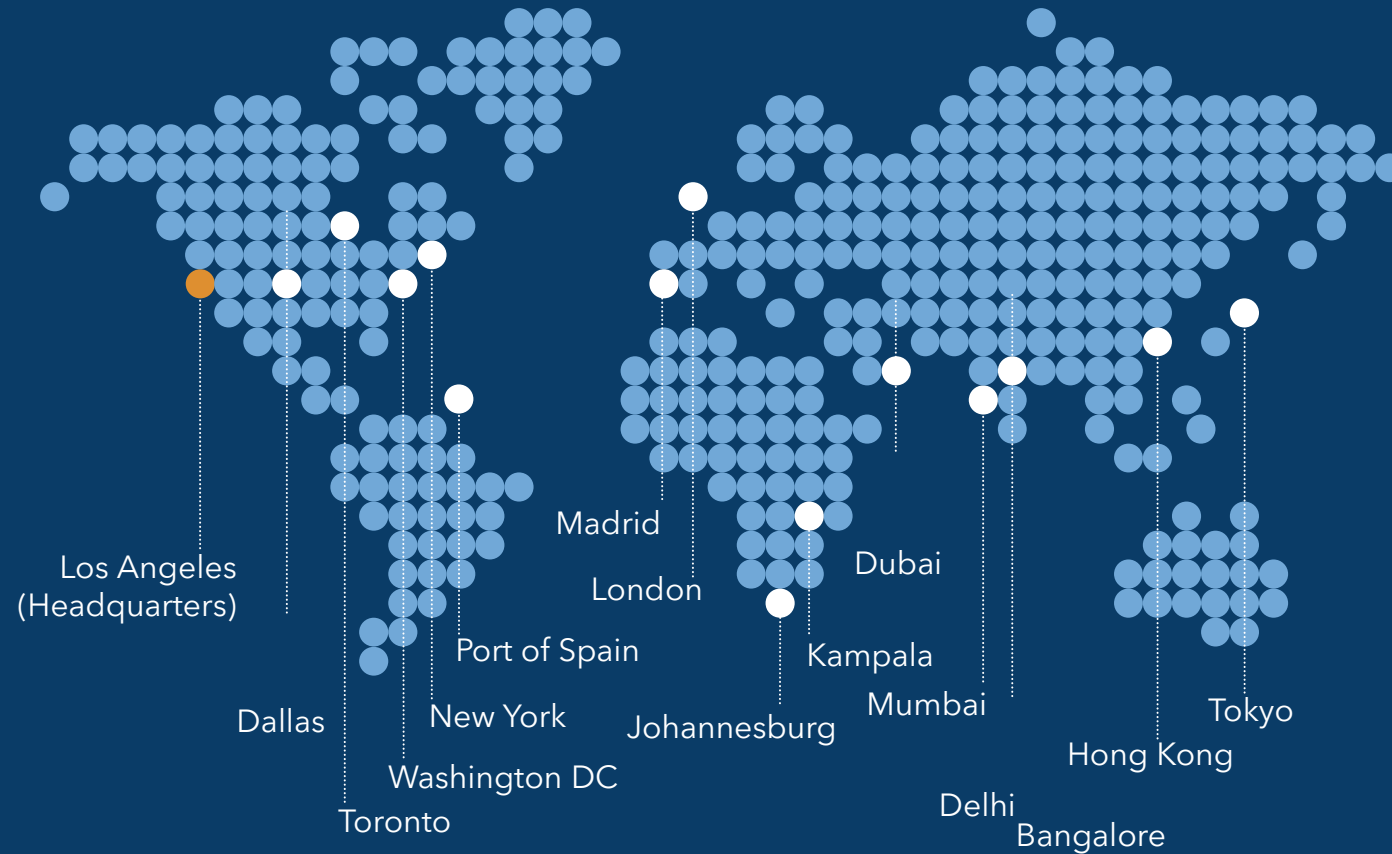 Madrid
Dubai
Los Angeles
(Headquarters)
London
Port of Spain
Kampala
Mumbai
Tokyo
New York
Dallas
Johannesburg
Hong Kong
Washington DC
Delhi
Toronto
Bangalore